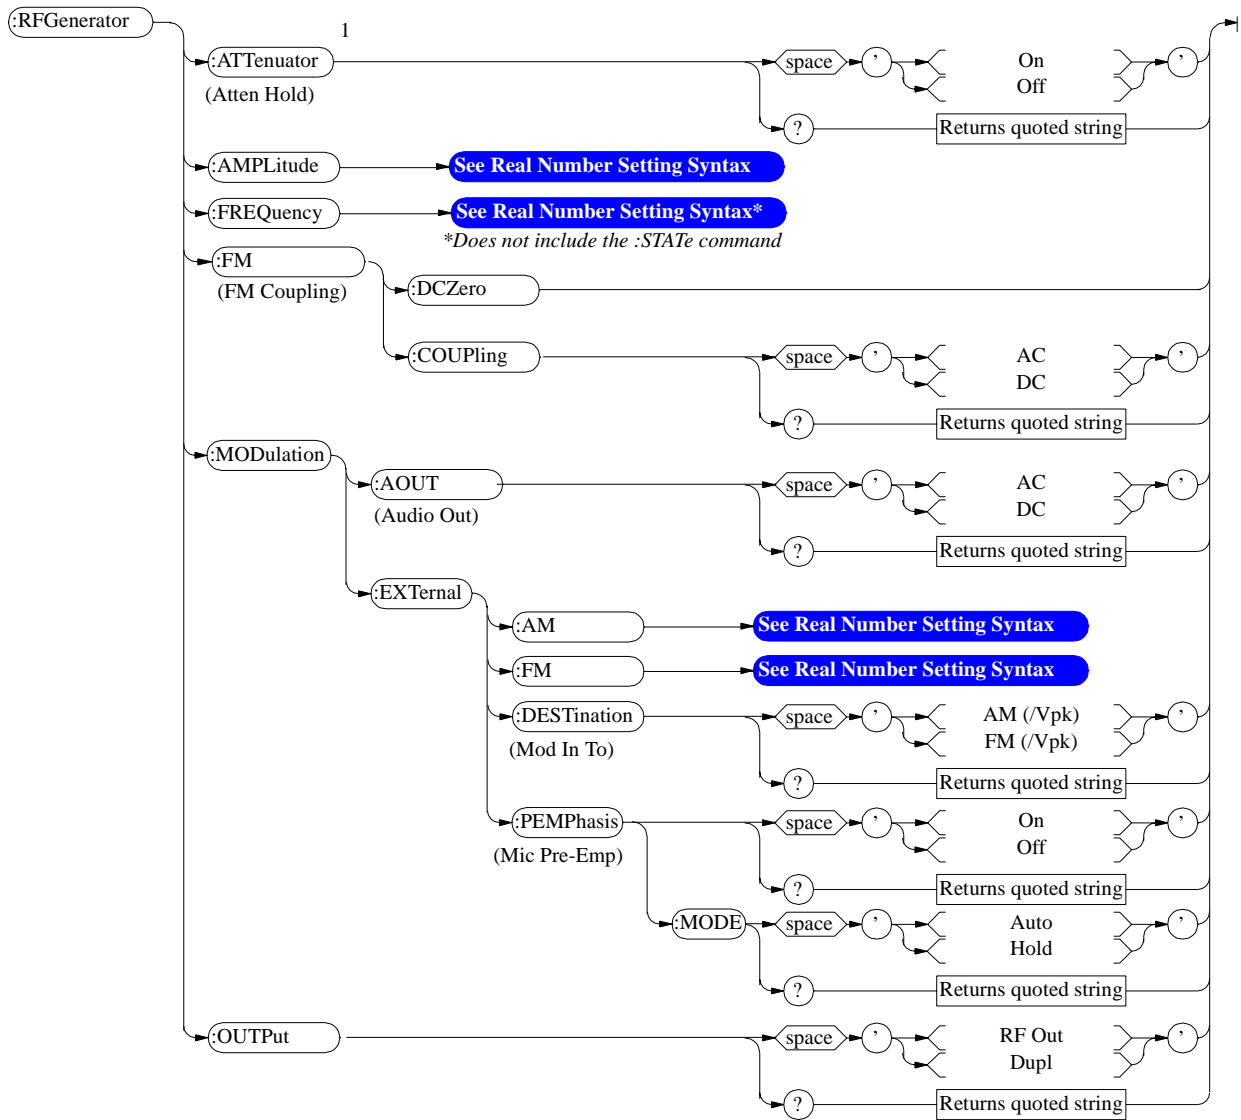 :RFGenerator
1
:ATTenuator
space ' On '
(Atten Hold)
Off
? Returns quoted string
:AMPLitude See Real Number Setting Syntax
:FREQuency See Real Number Setting Syntax*
*Does not include the :STATe command
:FM
(FM Coupling)
:DCZero
:COUPling space ' AC '
DC
? Returns quoted string
:MODulation
:AOUT space ' AC '
(Audio Out)
DC
? Returns quoted string
:EXTernal
:AM See Real Number Setting Syntax
:FM See Real Number Setting Syntax
:DESTination space ' AM (/Vpk) '
(Mod In To)
FM (/Vpk)
? Returns quoted string
:PEMPhasis space ' On '
(Mic Pre-Emp)
Off
? Returns quoted string
:MODE space ' Auto '
Hold
? Returns quoted string
:OUTPut space ' RF Out '
Dupl
? Returns quoted string